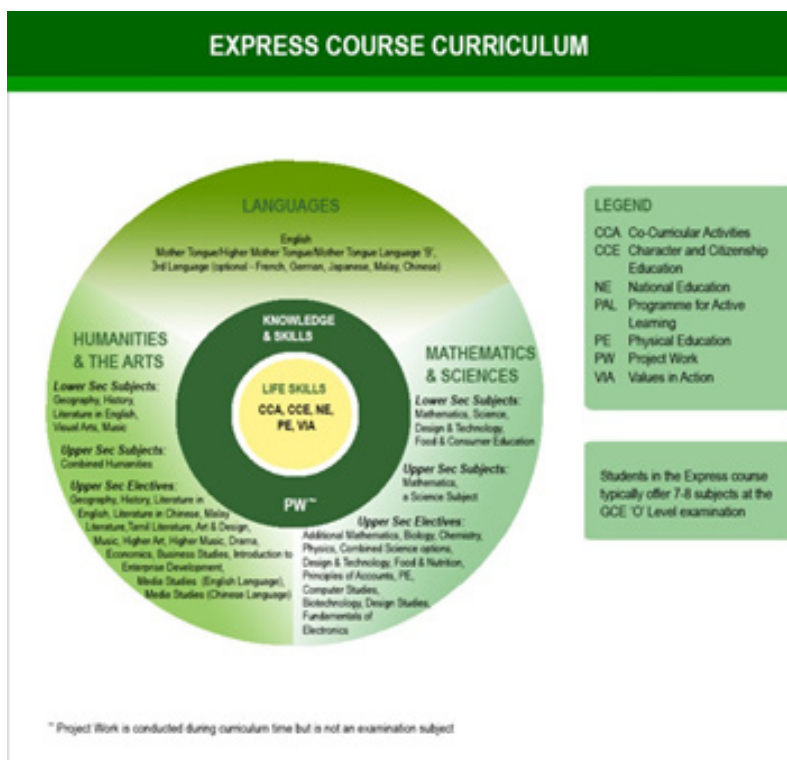 EXPRESS COURSE CURRICULUM
LANGUAGES
English
Mother Tongue/Higher Mother Tongue/Mother Tongue Language 'B',
3rd Language (optional - French, German, Japanese, Malay, Chinese)
KNOWLEDGE
& SKILLS
LIFE SKILLS
CCA, CCE, NE,
PE, VIA
PW™
HUMANITIES
& THE ARTS
Lower Sec Subjects:
Geography, History,
Literature in English,
Visual Arts, Music
Upper Sec Subjects:
Combined Humanities
Upper Sec Electives:
Geography, History, Literature in
English, Literature in Chinese, Malay
Literature,Tamil Literature, Art & Design,
Music, Higher Art, Higher Music, Drama,
Economics, Business Studies, Introduction to
Enterprise Development,
Media Studies (English Language),
Media Studies (Chinese Language)
MATHEMATICS
& SCIENCES
Lower Sec Subjects:
Mathematics, Science,
Design & Technology,
Food & Consumer Education
Upper Sec Subjects:
Mathematics,
a Science Subject
Upper Sec Electives:
Additional Mathematics, Biology, Chemistry,
Physics, Combined Science options,
Design & Technology, Food & Nutrition,
Principles of Accounts, PE,
Computer Studies,
Biotechnology, Design Studies,
Fundamentals of
Electronics
LEGEND
CCA Co-Curricular Activities
CCE Character and Citizenship
Education
NE National Education
PAL Programme for Active
Learning
PE Physical Education
PW Project Work
VIA Values in Action
Students in the Express course
typically offer 7-8 subjects at the
GCE 'O' Level examination
™ Project Work is conducted during curriculum time but is not an examination subject